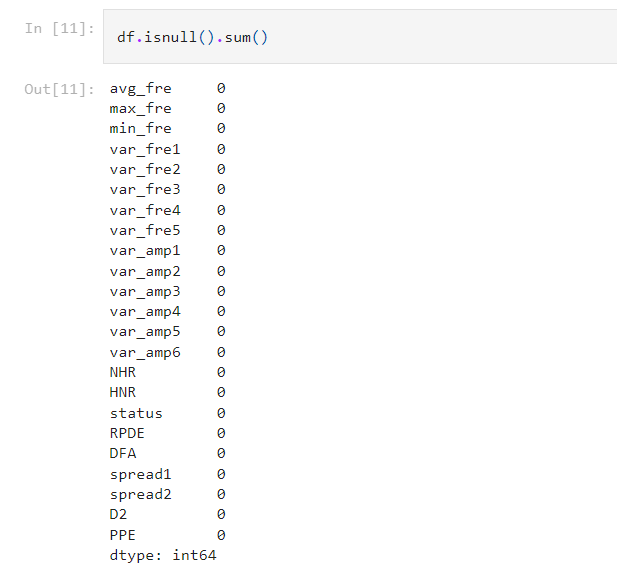 In [11]: df.isnull().sum()
Out[11]: avg_fre 0
max_fre 0
min_fre 0
var_fre1 0
var_fre2 0
var_fre3 0
var_fre4 0
var_fre5 0
var_amp1 0
var_amp2 0
var_amp3 0
var_amp4 0
var_amp5 0
var_amp6 0
NHR 0
HNR 0
status 0
RPDE 0
DFA 0
spread1 0
spread2 0
D2 0
PPE 0
dtype: int64